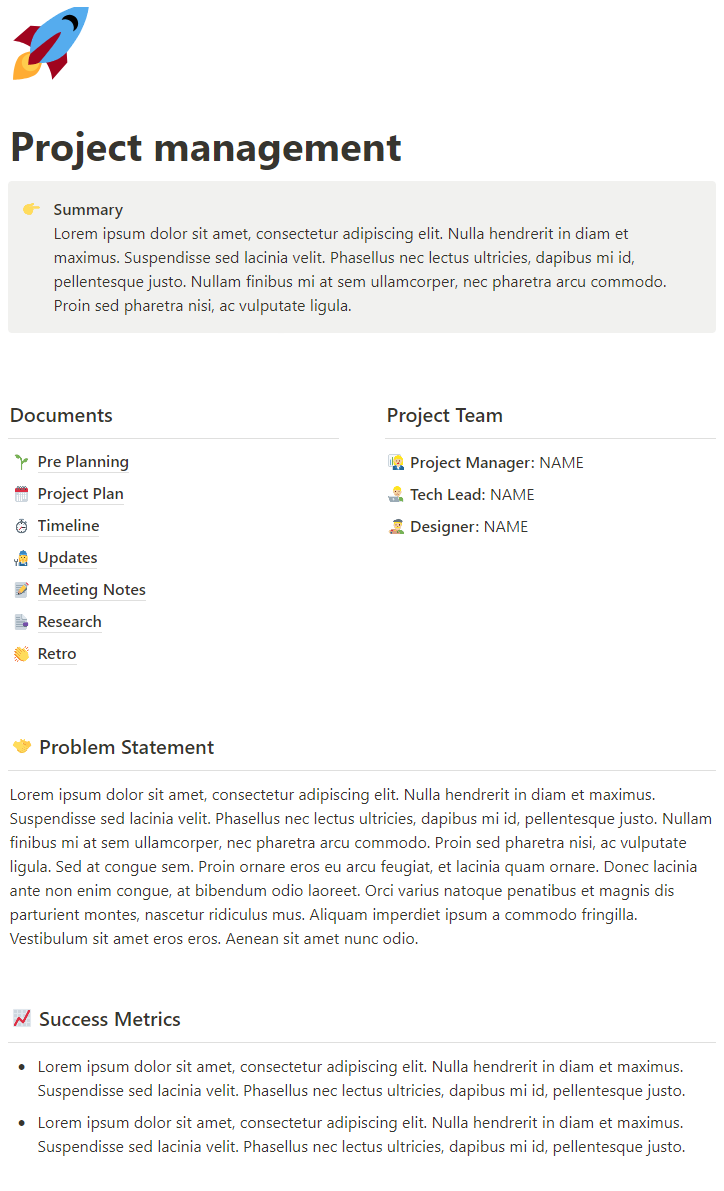 Project management
Summary
Lorem ipsum dolor sit amet, consectetur adipiscing elit. Nulla hendrerit in diam et
maximus. Suspendisse sed lacinia velit. Phasellus nec lectus ultricies, dapibus mi id,
pellentesque justo. Nullam finibus mi at sem ullamcorper, nec pharetra arcu commodo.
Proin sed pharetra nisi, ac vulputate ligula.
Documents
Pre Planning
Project Plan
Timeline
Updates
Meeting Notes
Research
Retro
Project Team
Project Manager: NAME
Tech Lead: NAME
Designer: NAME
Problem Statement
Lorem ipsum dolor sit amet, consectetur adipiscing elit. Nulla hendrerit in diam et maximus.
Suspendisse sed lacinia velit. Phasellus nec lectus ultricies, dapibus mi id, pellentesque justo. Nullam
finibus mi at sem ullamcorper, nec pharetra arcu commodo. Proin sed pharetra nisi, ac vulputate
ligula. Sed at congue sem. Proin ornare eros eu arcu feugiat, et lacinia quam ornare. Donec lacinia
ante non enim congue, at bibendum odio laoreet. Orci varius natoque penatibus et magnis dis
parturient montes, nascetur ridiculus mus. Aliquam imperdiet ipsum a commodo fringilla.
Vestibulum sit amet eros eros. Aenean sit amet nunc odio.
Success Metrics
• Lorem ipsum dolor sit amet, consectetur adipiscing elit. Nulla hendrerit in diam et maximus.
Suspendisse sed lacinia velit. Phasellus nec lectus ultricies, dapibus mi id, pellentesque justo.
• Lorem ipsum dolor sit amet, consectetur adipiscing elit. Nulla hendrerit in diam et maximus.
Suspendisse sed lacinia velit. Phasellus nec lectus ultricies, dapibus mi id, pellentesque justo.